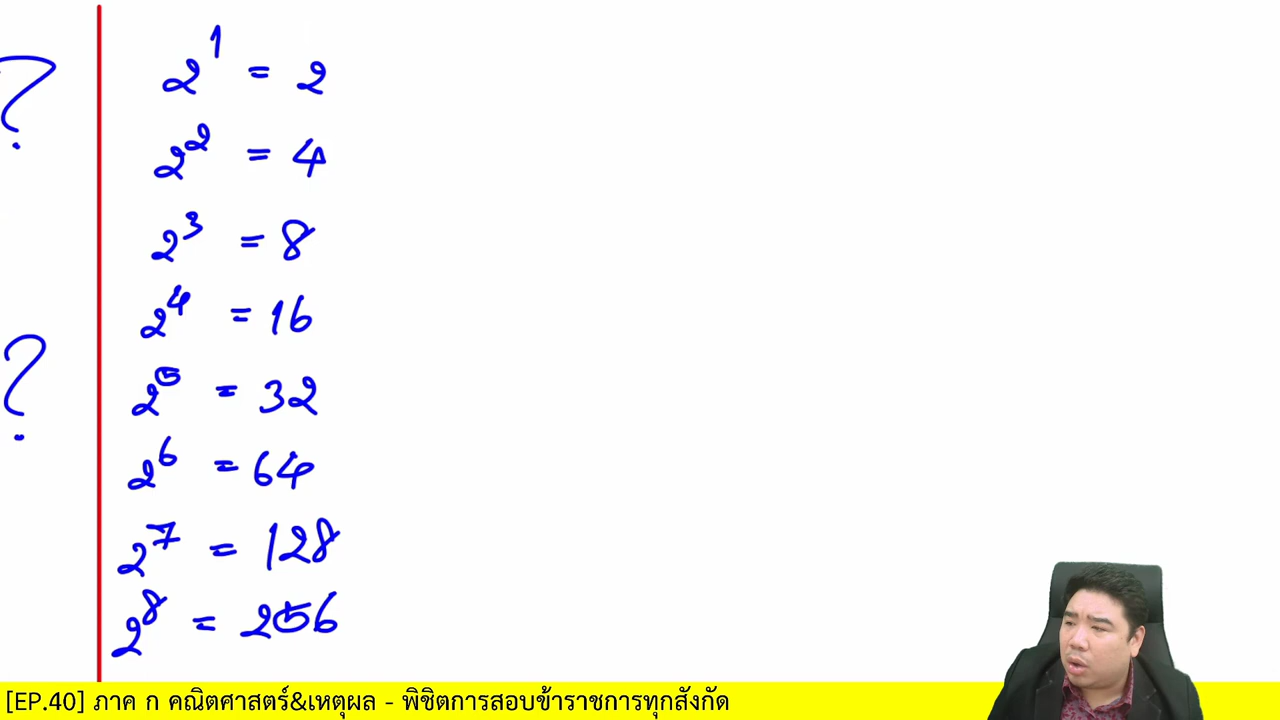 ?
2^1 = 2
2^2 = 4
2^3 = 8
2^4 = 16
?
2^5 = 32
2^6 = 64
2^7 = 128
2^8 = 256
[EP.40] ภาค ก คณิตศาสตร์&เหตุผล - พิชิตการสอบข้าราชการทุกสังกัด